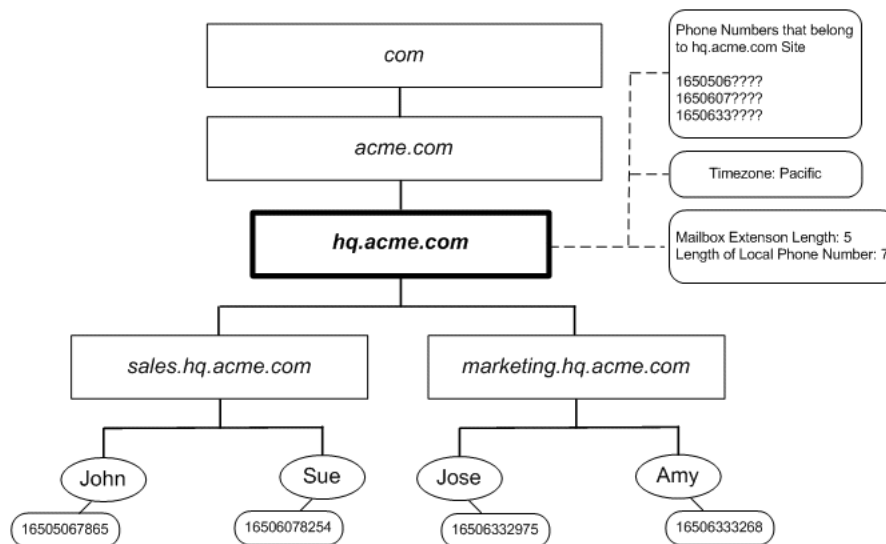 com
Phone Numbers that belong
to hq.acme.com Site
1650506????
1650607????
1650633????
acme.com
Timezone: Pacific
hq.acme.com
Mailbox Extenson Length: 5
Length of Local Phone Number: 7
sales.hq.acme.com
marketing.hq.acme.com
John
Sue
Jose
Amy
16505067865
16506078254
16506332975
16506333268